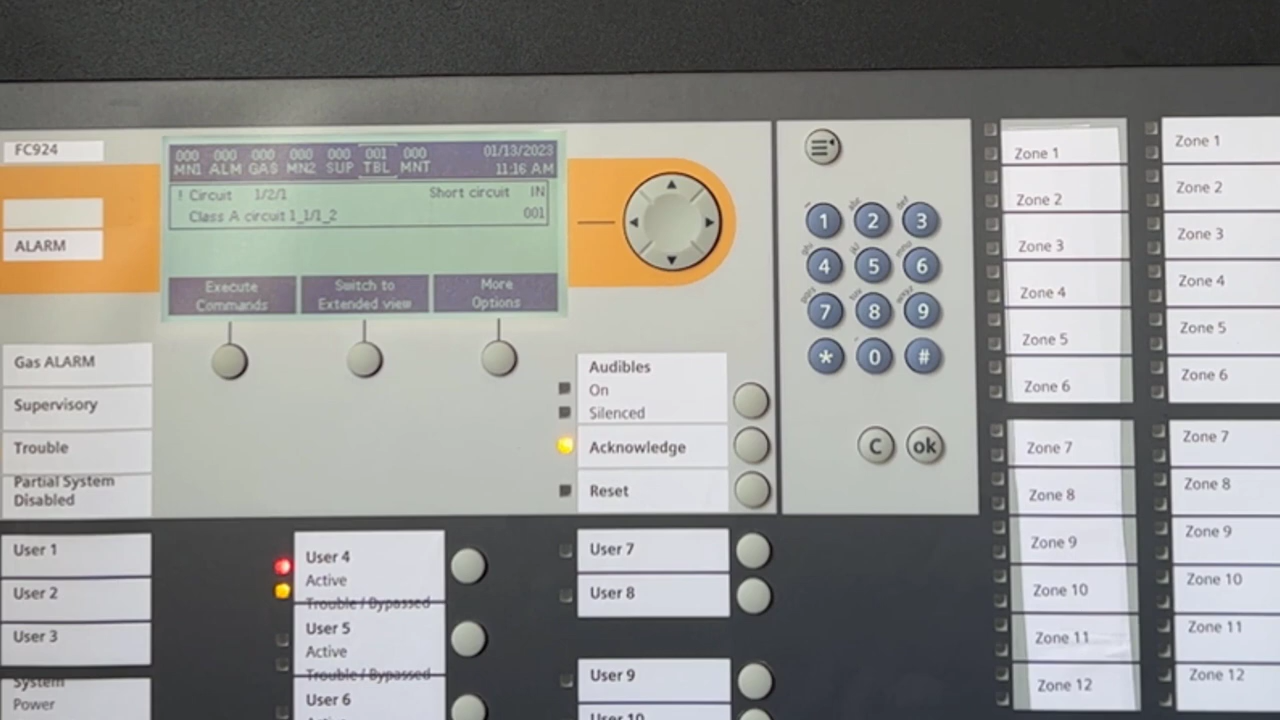 FC924
000 000 000 000 000 001 000 01/13/2023
MN1 ALM GAS MN2 SUP TBL MNT 11:16 AM
! Circuit 1/2/1 Short circuit IN
Class A circuit 1_1/1_2 001
Execute Commands
Switch to Extended view
More Options
ALARM
Gas ALARM
Supervisory
Trouble
Partial System
Disabled
Audibles
On
Silenced
Acknowledge
Reset
User 1
User 2
User 3
System
Power
User 4
Active
Trouble / Bypassed
User 5
Active
Trouble / Bypassed
User 6
Active
User 7
User 8
User 9
User 10
1 2 3
4 5 6
7 8 9
* 0 #
C ok
Zone 1
Zone 2
Zone 3
Zone 4
Zone 5
Zone 6
Zone 7
Zone 8
Zone 9
Zone 10
Zone 11
Zone 12
Zone 1
Zone 2
Zone 3
Zone 4
Zone 5
Zone 6
Zone 7
Zone 8
Zone 9
Zone 10
Zone 11
Zone 12